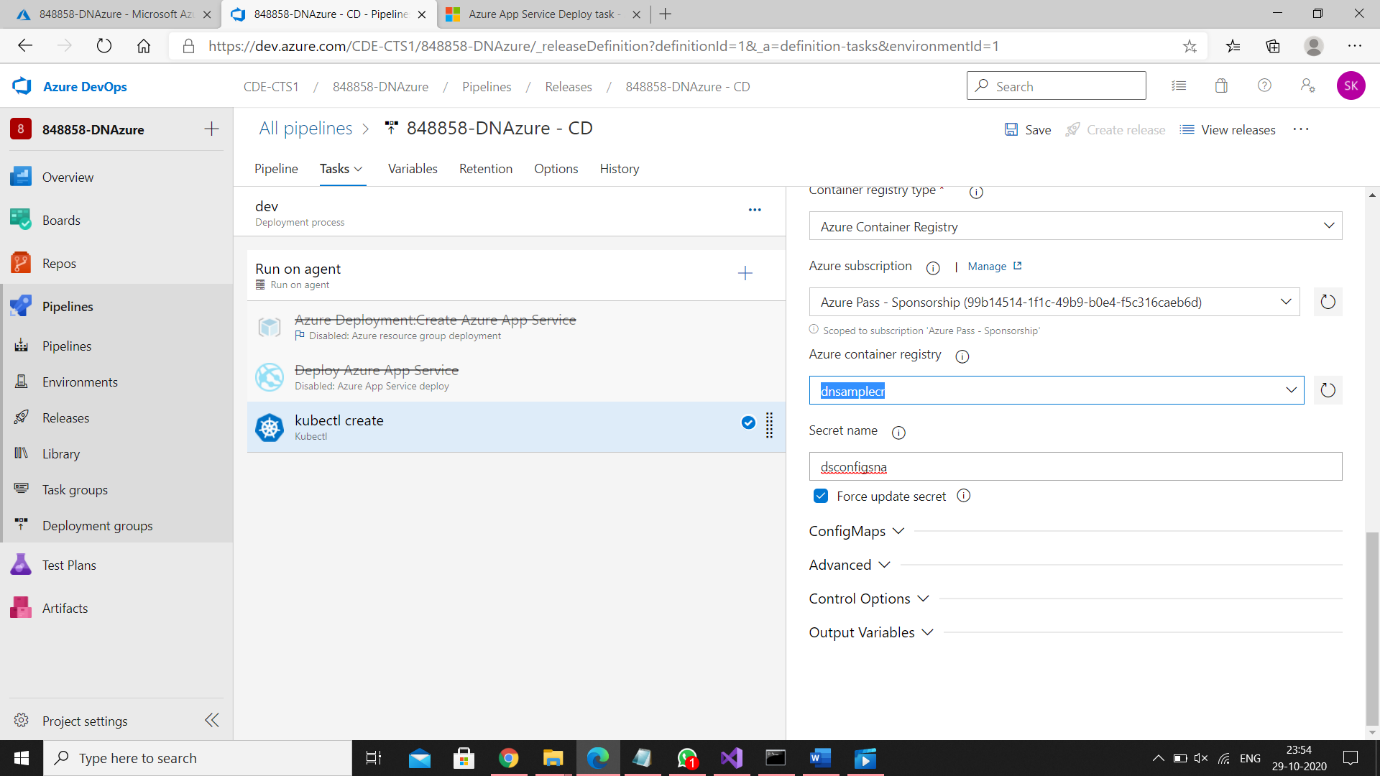 848858-DNAzure - Microsoft Az
848858-DNAzure - CD - Pipeline
Azure App Service Deploy task -
https://dev.azure.com/CDE-CTS1/848858-DNAzure/_releaseDefinition?definitionId=1&_a=definition-tasks&environmentId=1
Azure DevOps
CDE-CTS1 / 848858-DNAzure / Pipelines / Releases / 848858-DNAzure - CD
Search
SK
8 848858-DNAzure
Overview
Boards
Repos
Pipelines
Pipelines
Environments
Releases
Library
Task groups
Deployment groups
Test Plans
Artifacts
Project settings
All pipelines > 848858-DNAzure - CD
Save
Create release
View releases
Pipeline
Tasks
Variables
Retention
Options
History
dev
Deployment process
Run on agent
Run on agent
Azure Deployment:Create Azure App Service
Disabled: Azure resource group deployment
Deploy Azure App Service
Disabled: Azure App Service deploy
kubectl create
Kubectl
Container registry type *
Azure Container Registry
Azure subscription | Manage
Azure Pass - Sponsorship (99b14514-1f1c-49b9-b0e4-f5c316caeb6d)
Scoped to subscription 'Azure Pass - Sponsorship'
Azure container registry
dnsamplecr
Secret name
dsconfigsna
Force update secret
ConfigMaps
Advanced
Control Options
Output Variables
Type here to search
1
ENG
23:54
29-10-2020